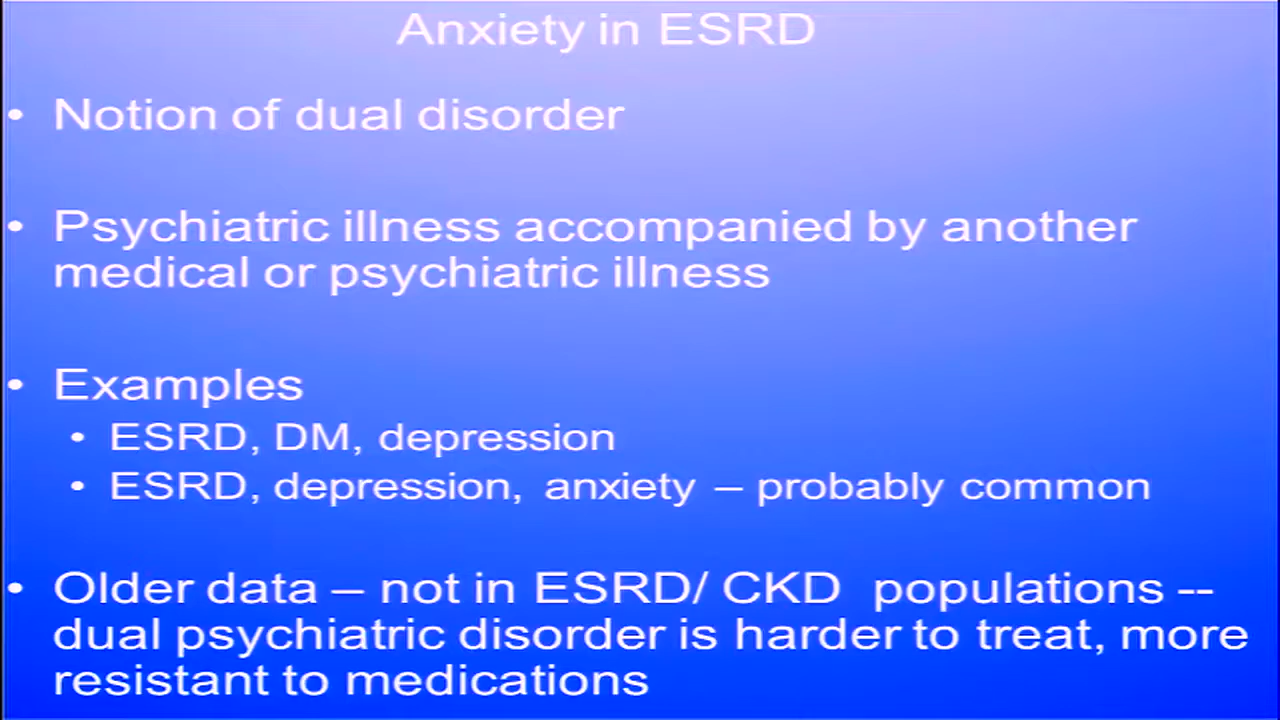 Anxiety in ESRD
• Notion of dual disorder
• Psychiatric illness accompanied by another
medical or psychiatric illness
• Examples
• ESRD, DM, depression
• ESRD, depression, anxiety – probably common
• Older data – not in ESRD/ CKD populations --
dual psychiatric disorder is harder to treat, more
resistant to medications